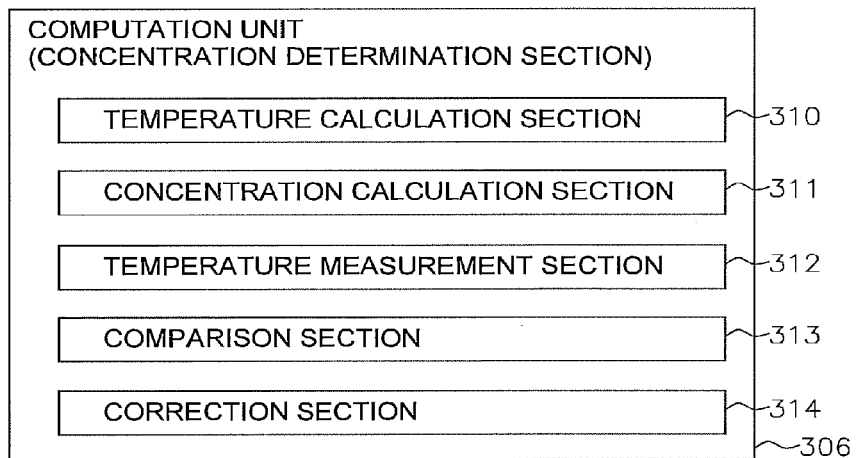 COMPUTATION UNIT
(CONCENTRATION DETERMINATION SECTION)
TEMPERATURE CALCULATION SECTION 310
CONCENTRATION CALCULATION SECTION 311
TEMPERATURE MEASUREMENT SECTION 312
COMPARISON SECTION 313
CORRECTION SECTION 314
306